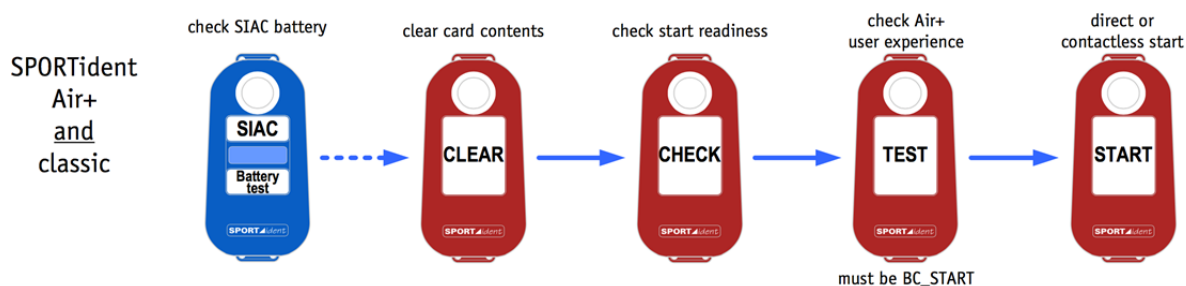 SPORTident
Air+
and
classic
check SIAC battery
SIAC
Battery
test
SPORTident
clear card contents
CLEAR
SPORTident
check start readiness
CHECK
SPORTident
check Air+
user experience
TEST
SPORTident
must be BC_START
direct or
contactless start
START
SPORTident